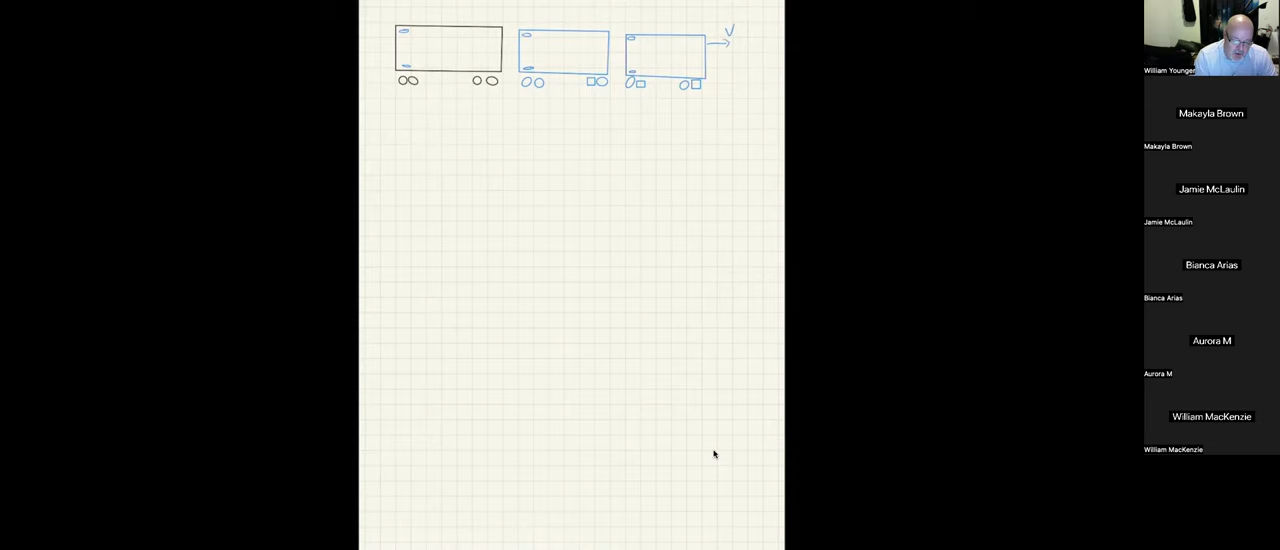 V
William Younger
Makayla Brown
Makayla Brown
Jamie McLaulin
Jamie McLaulin
Bianca Arias
Bianca Arias
Aurora M
Aurora M
William MacKenzie
William MacKenzie